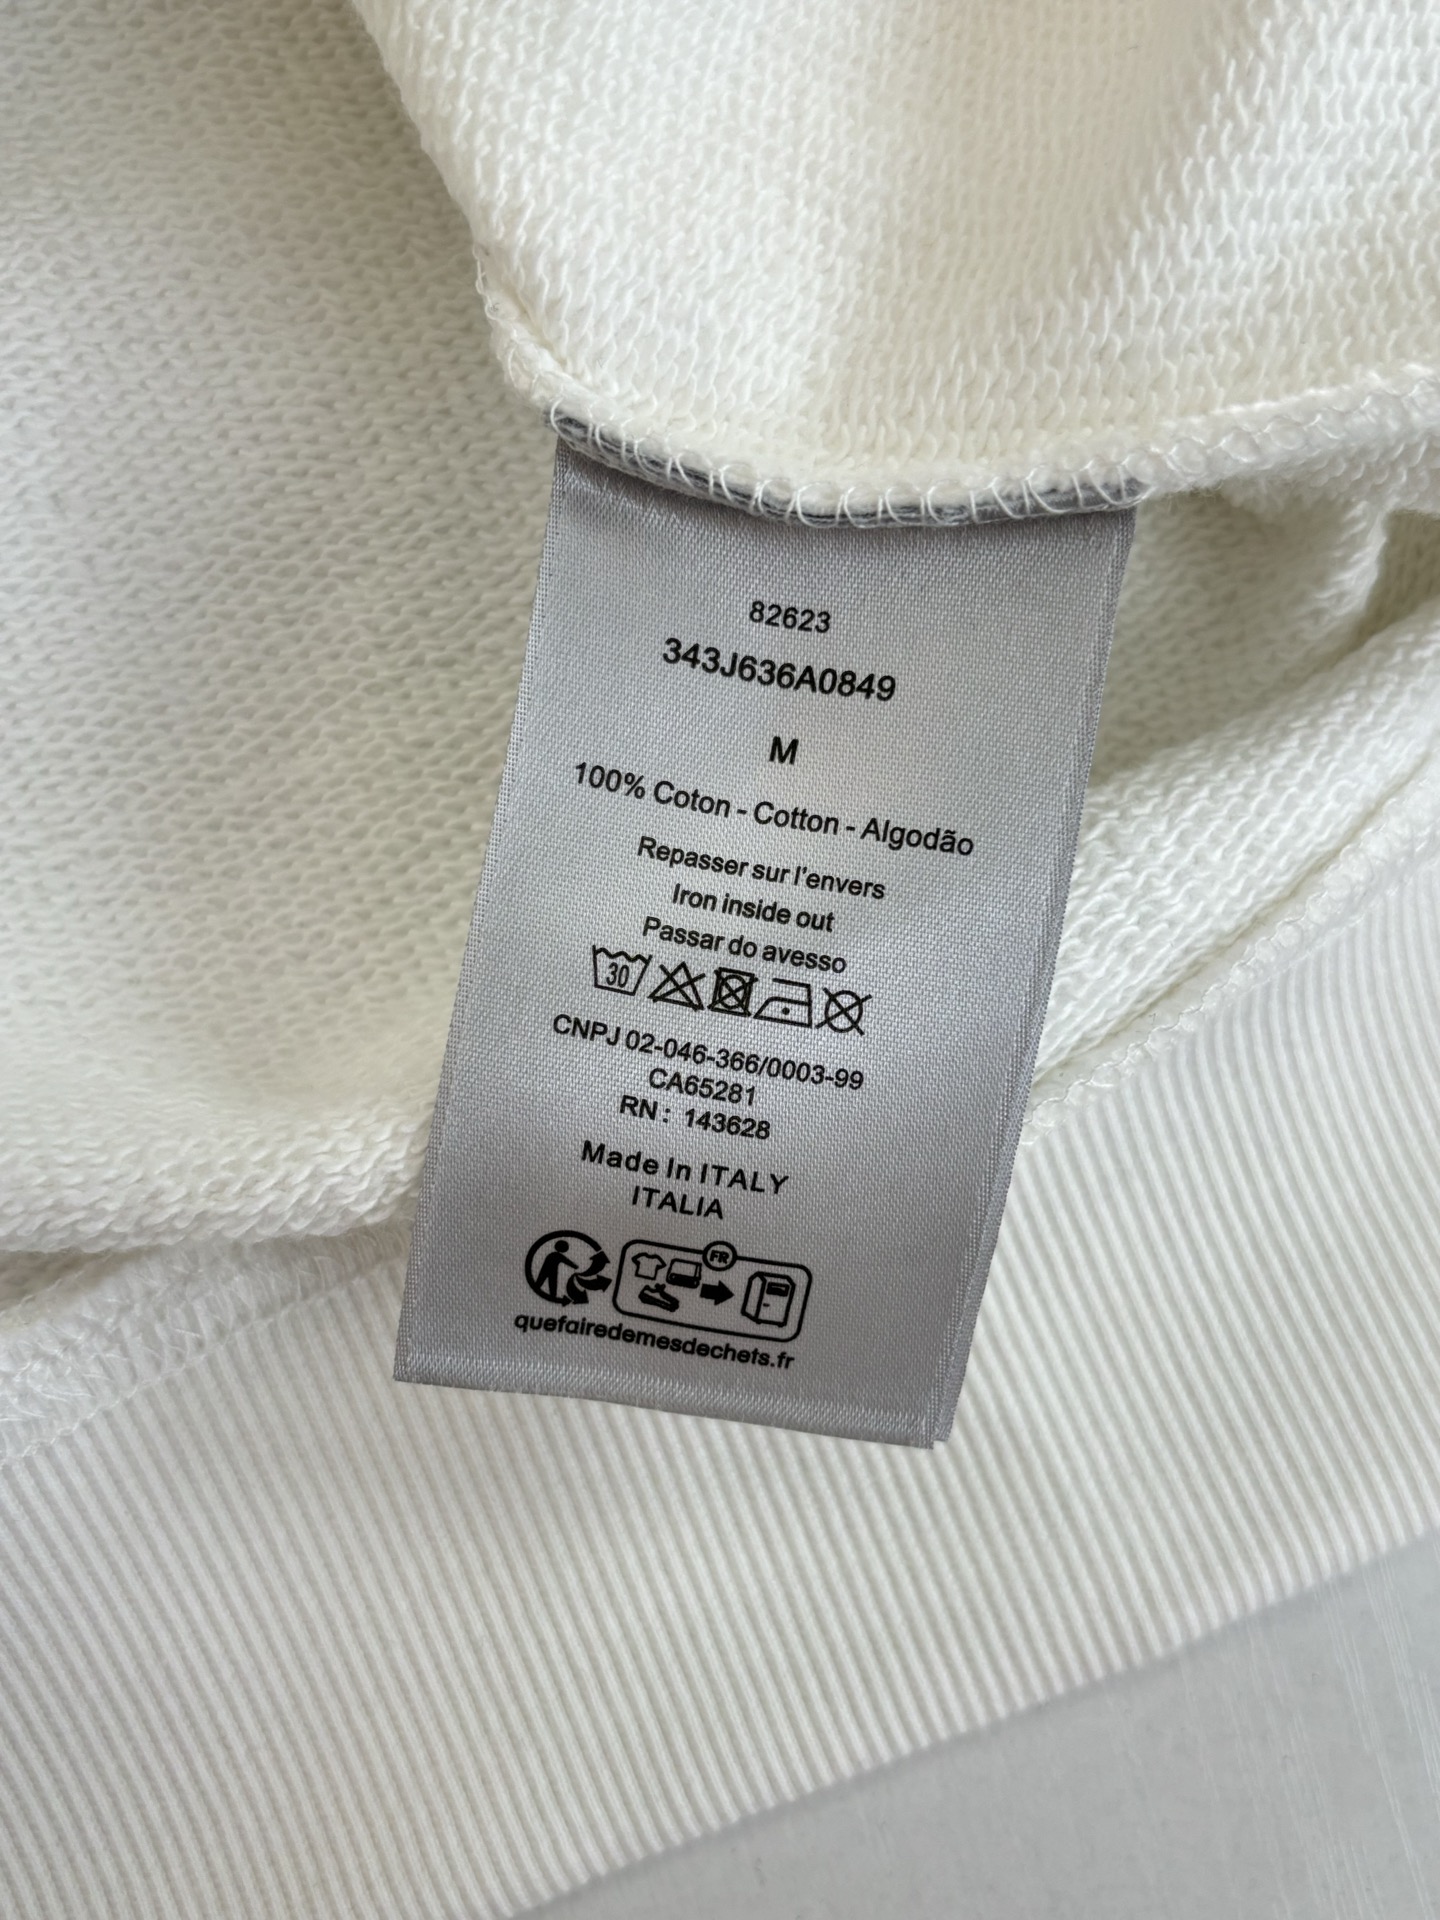 82623
343J636A0849
M
100% Coton - Cotton - Algodão
Repasser sur l'envers
Iron inside out
Passar do avesso
30
CNPJ 02-046-366/0003-99
CA65281
RN : 143628
Made In ITALY
ITALIA
FR
quefairedemesdechets.fr